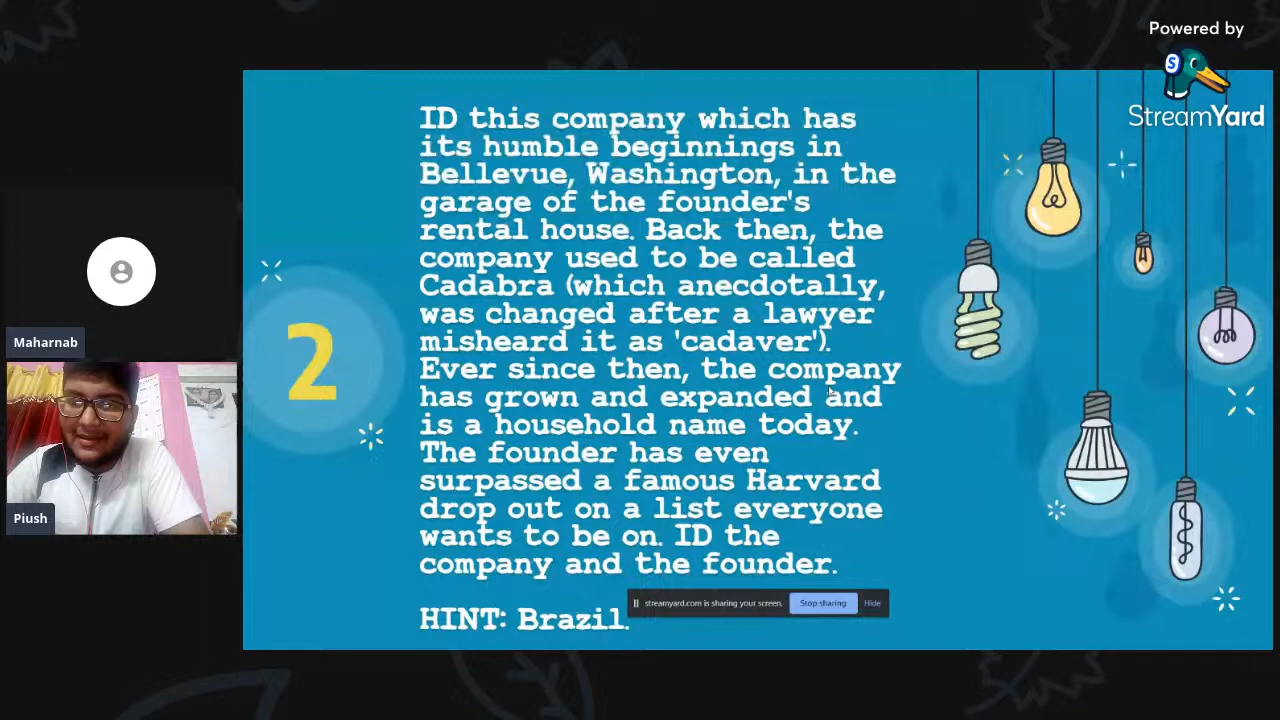 Powered by
StreamYard
ID this company which has
its humble beginnings in
Bellevue, Washington, in the
garage of the founder's
rental house. Back then, the
company used to be called
Cadabra (which anecdotally,
was changed after a lawyer
misheard it as 'cadaver').
Ever since then, the company
has grown and expanded and
is a household name today.
The founder has even
surpassed a famous Harvard
drop out on a list everyone
wants to be on. ID the
company and the founder.
HINT: Brazil.
2
Maharnab
Piush
streamyard.com is sharing your screen.
Stop sharing
Hide